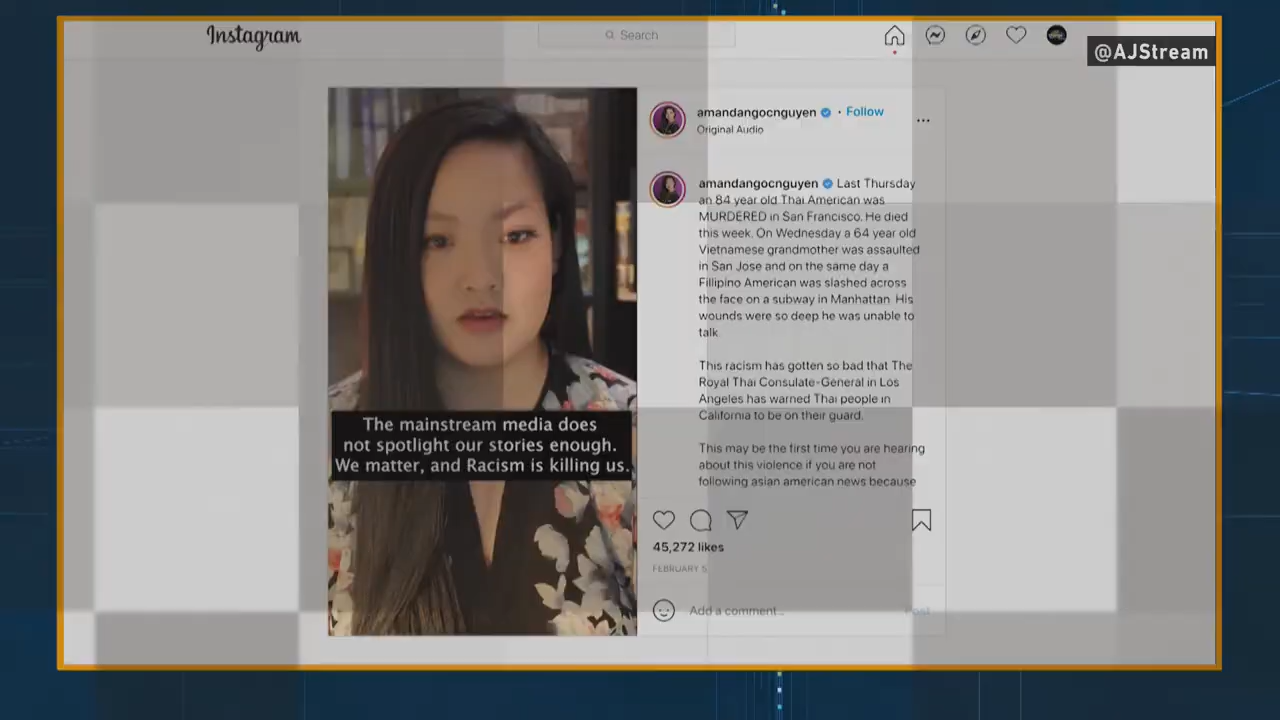 Instagram
Search
@AJStream
amandangocnguyen • Follow
Original Audio
amandangocnguyen Last Thursday
an 84 year old Thai American was
MURDERED in San Francisco. He died
this week. On Wednesday a 64 year old
Vietnamese grandmother was assaulted
in San Jose and on the same day a
Fillipino American was slashed across
the face on a subway in Manhattan. His
wounds were so deep he was unable to
talk.
This racism has gotten so bad that The
Royal Thai Consulate-General in Los
Angeles has warned Thai people in
California to be on their guard.
This may be the first time you are hearing
about this violence if you are not
following asian american news because
The mainstream media does
not spotlight our stories enough.
We matter, and Racism is killing us.
45,272 likes
FEBRUARY 5
Add a comment...
Post